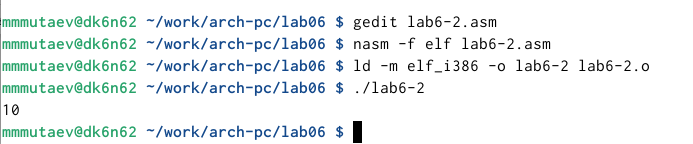 mmmutaev@dk6n62 ~/work/arch-pc/lab06 $ gedit lab6-2.asm
mmmutaev@dk6n62 ~/work/arch-pc/lab06 $ nasm -f elf lab6-2.asm
mmmutaev@dk6n62 ~/work/arch-pc/lab06 $ ld -m elf_i386 -o lab6-2 lab6-2.o
mmmutaev@dk6n62 ~/work/arch-pc/lab06 $ ./lab6-2
10
mmmutaev@dk6n62 ~/work/arch-pc/lab06 $